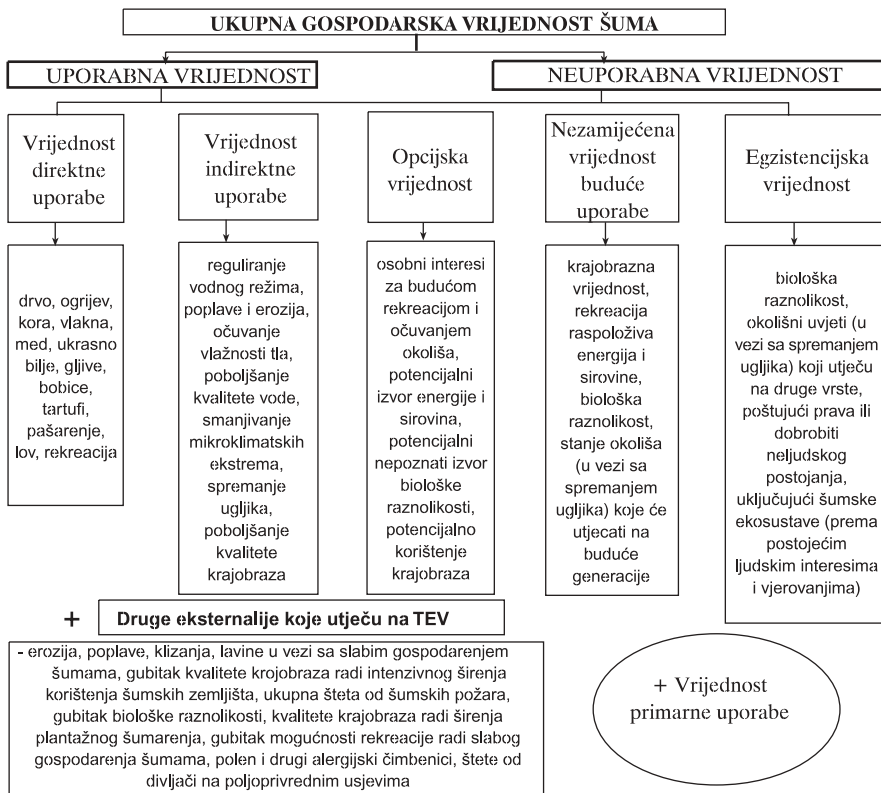 UKUPNA GOSPODARSKA VRIJEDNOST ŠUMA
UPORABNA VRIJEDNOST
NEUPORABNA VRIJEDNOST
Vrijednost
direktne
uporabe
Vrijednost
indirektne
uporabe
Opcijska
vrijednost
Nezamijećena
vrijednost
buduće
uporabe
Egzistencijska
vrijednost
drvo, ogrijev,
kora, vlakna,
med, ukrasno
bilje, gljive,
bobice,
tartufi,
pašarenje,
lov, rekreacija
reguliranje
vodnog režima,
poplave i erozija,
očuvanje
vlažnosti tla,
poboljšanje
kvalitete vode,
smanjivanje
mikroklimatskih
ekstrema,
spremanje
ugljika,
poboljšanje
kvalitete
krajobraza
osobni interesi
za budućom
rekreacijom i
očuvanjem
okoliša,
potencijalni
izvor energije i
sirovina,
potencijalni
nepoznati izvor
biološke
raznolikosti,
potencijalno
korištenje
krajobraza
krajobrazna
vrijednost,
rekreacija
raspoloživa
energija i
sirovine,
biološka
raznolikost,
stanje okoliša
(u vezi sa
spremanjem
ugljika) koje će
utjecati na
buduće
generacije
biološka
raznolikost,
okolišni uvjeti (u
vezi sa spremanjem
ugljika) koji utječu
na druge vrste,
poštujući prava ili
dobrobiti
neljudskog
postojanja,
uključujući šumske
ekosustave (prema
postojećim
ljudskim interesima
i vjerovanjima)
+ Druge eksternalije koje utječu na TEV
- erozija, poplave, klizanja, lavine u vezi sa slabim gospodarenjem
šumama, gubitak kvalitete krojobraza radi intenzivnog širenja
korištenja šumskih zemljišta, ukupna šteta od šumskih požara,
gubitak biološke raznolikosti, kvalitete krajobraza radi širenja
plantažnog šumarenja, gubitak mogućnosti rekreacije radi slabog
gospodarenja šumama, polen i drugi alergijski čimbenici, štete od
divljači na poljoprivrednim usjevima
+ Vrijednost
primarne uporabe